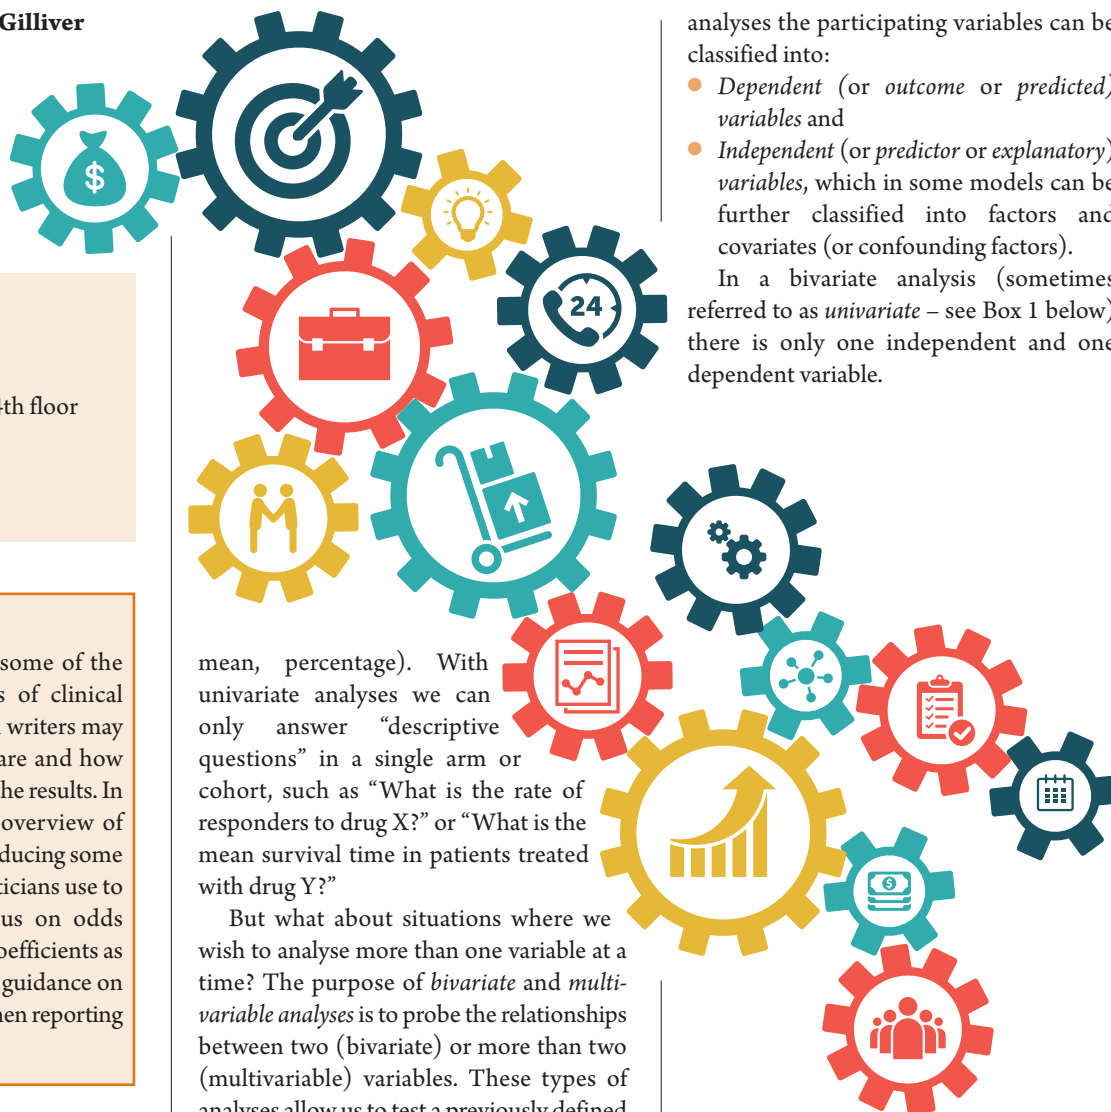 Gilliver
$
24
4th floor
some of the
s of clinical
writers may
are and how
he results. In
overview of
ducing some
ticians use to
us on odds
oefficients as
guidance on
hen reporting
mean, percentage). With
univariate analyses we can
only answer “descriptive
questions” in a single arm or
cohort, such as “What is the rate of
responders to drug X?” or “What is the
mean survival time in patients treated
with drug Y?”
But what about situations where we
wish to analyse more than one variable at a
time? The purpose of bivariate and multi-
variable analyses is to probe the relationships
between two (bivariate) or more than two
(multivariable) variables. These types of
analyses allow us to test a previously defined
analyses the participating variables can be
classified into:
● Dependent (or outcome or predicted)
variables and
● Independent (or predictor or explanatory)
variables, which in some models can be
further classified into factors and
covariates (or confounding factors).
In a bivariate analysis (sometimes
referred to as univariate – see Box 1 below)
there is only one independent and one
dependent variable.
$